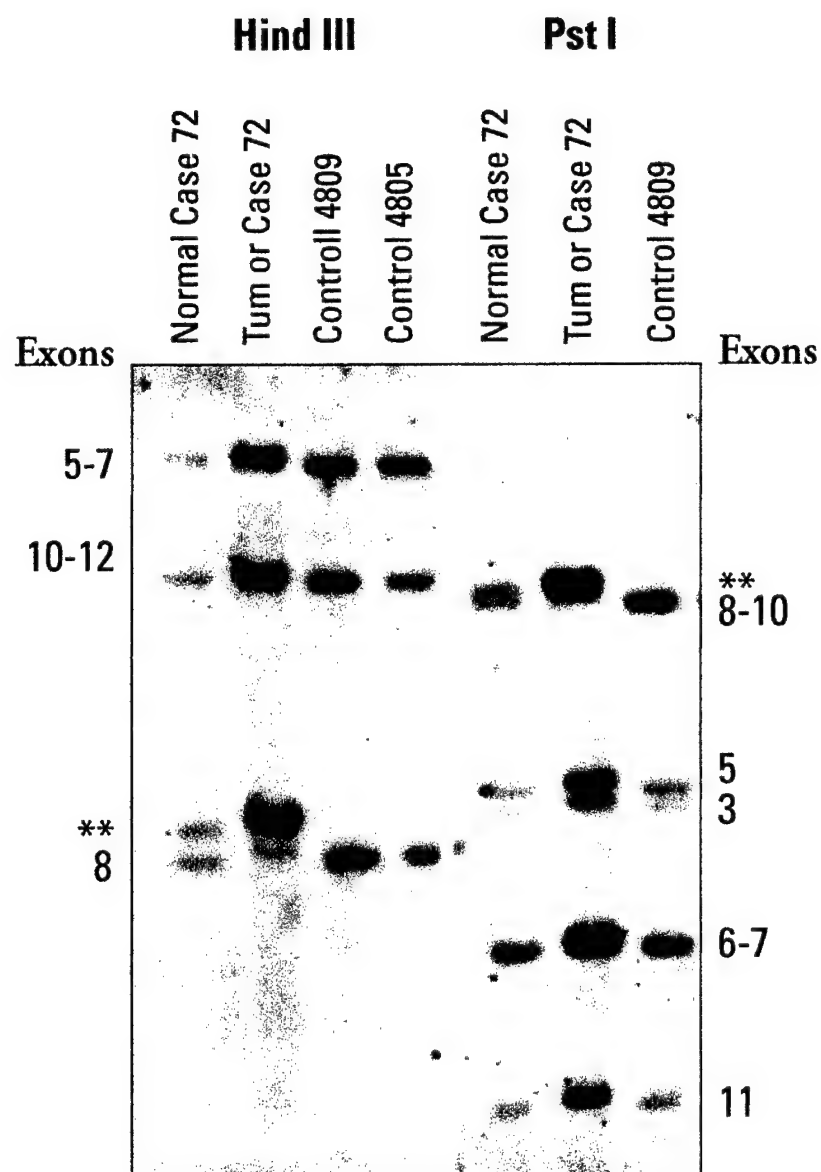 Hind III Pst I
Normal Case 72
Tum or Case 72
Controll 4809
Control 4805
Normal Case 72
Tum or Case 72
Control 4809
Exons
Exons
5-7
10-12
**
8
**
8-10
5
3
6-7
11